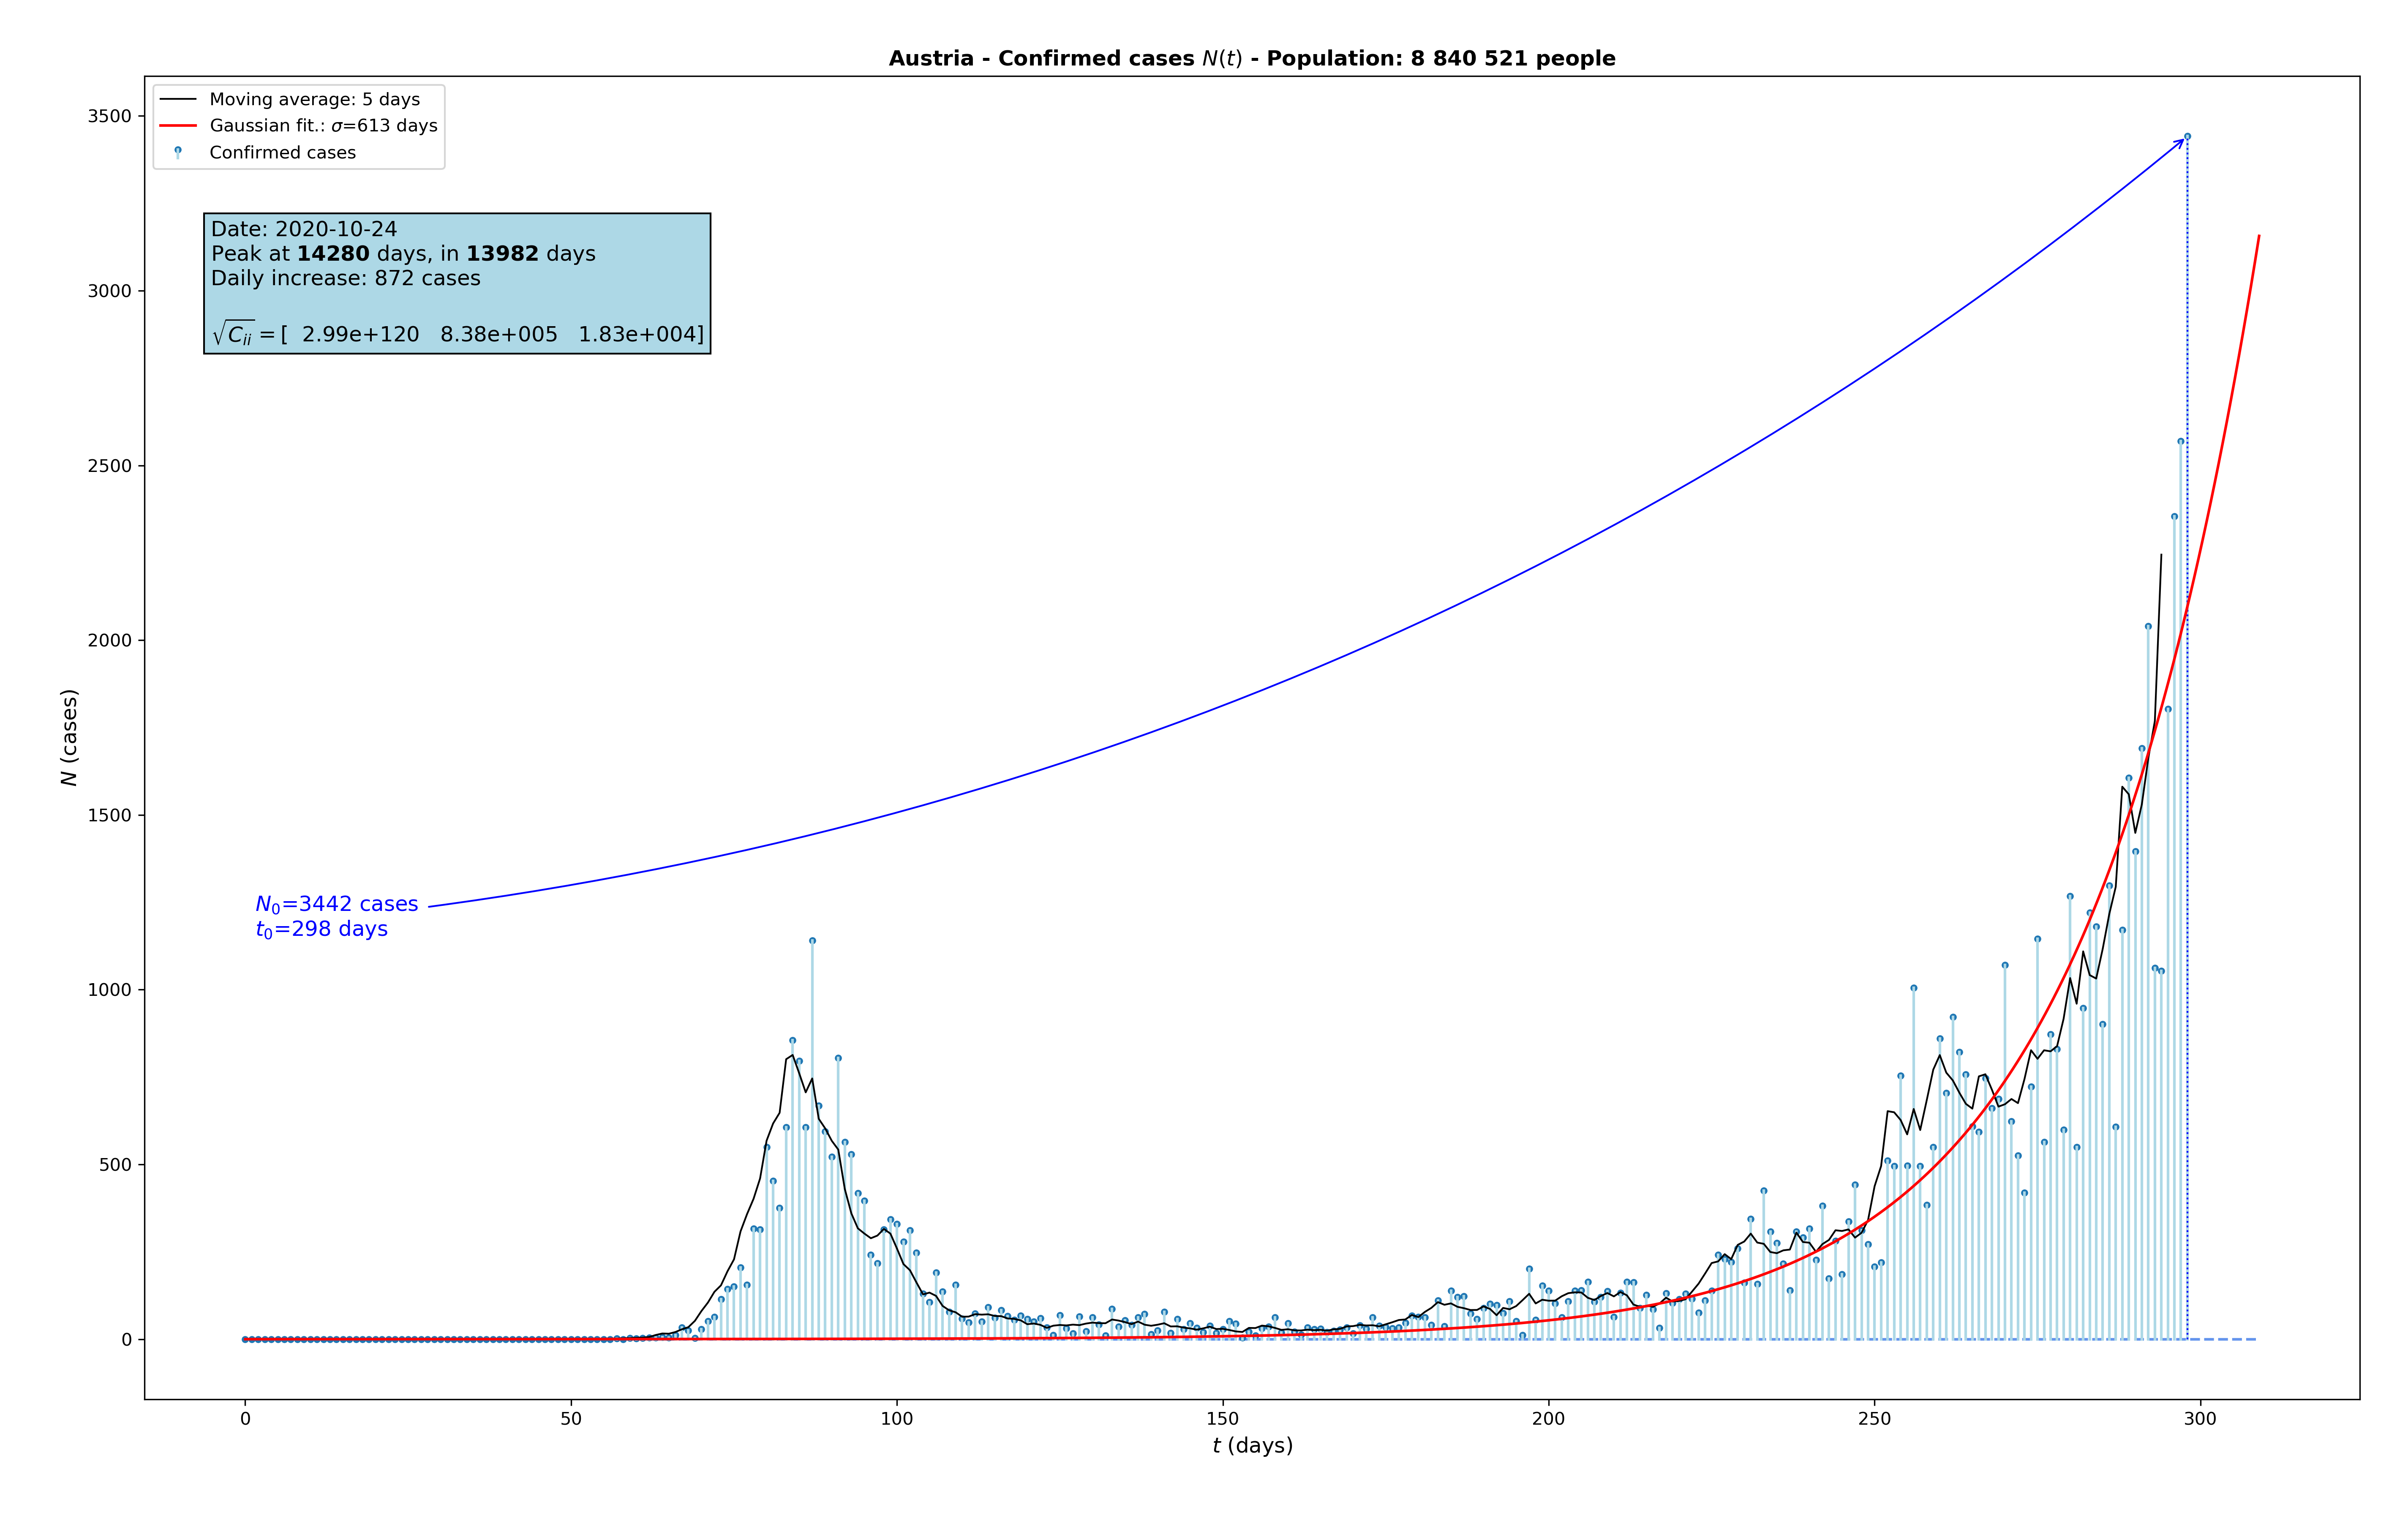 Austria - Confirmed cases N(t) - Population: 8 840 521 people
Moving average: 5 days
Gaussian fit.: σ=613 days
Confirmed cases
Date: 2020-10-24
Peak at 14280 days, in 13982 days
Daily increase: 872 cases
√C_ii = [ 2.99e+120 8.38e+005 1.83e+004]
N_0=3442 cases
t_0=298 days
N (cases)
3500
3000
2500
2000
1500
1000
500
0
0 50 100 150 200 250 300
t (days)